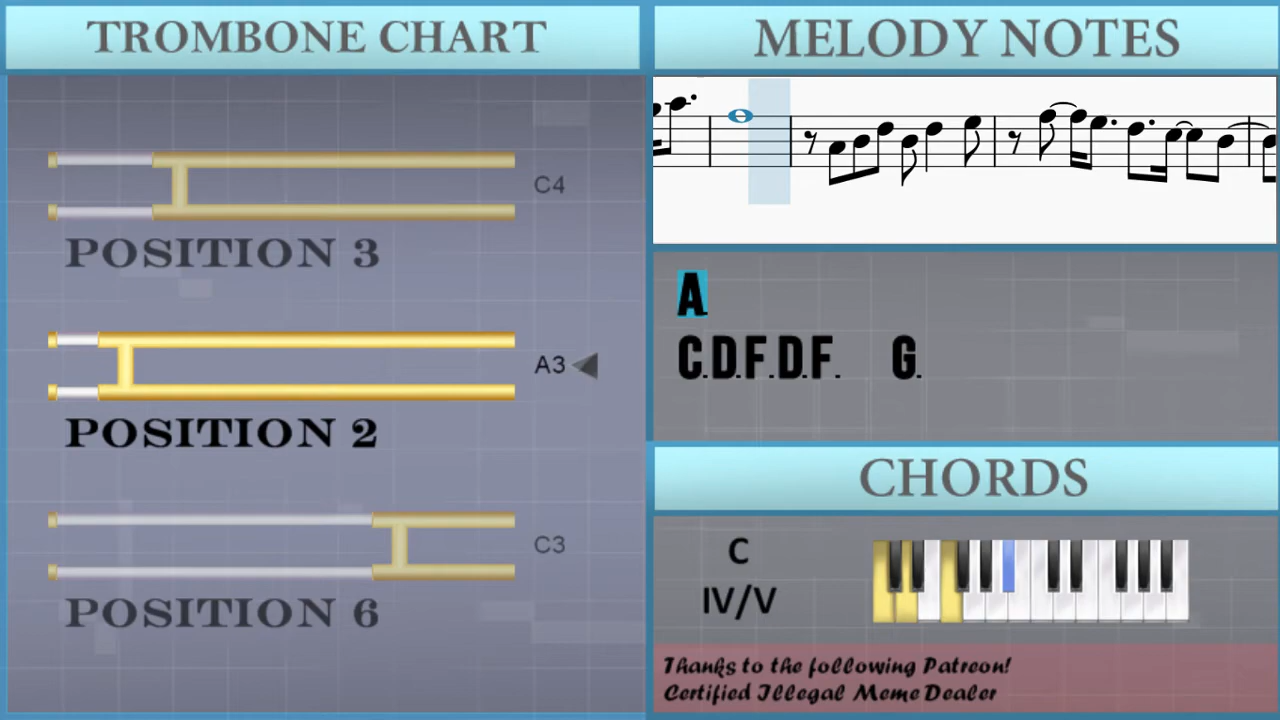 TROMBONE CHART
C4
POSITION 3
A3
POSITION 2
C3
POSITION 6
MELODY NOTES
A
C.D.F.D.F. G.
CHORDS
C
IV/V
Thanks to the following Patreon!
Certified Illegal Meme Dealer